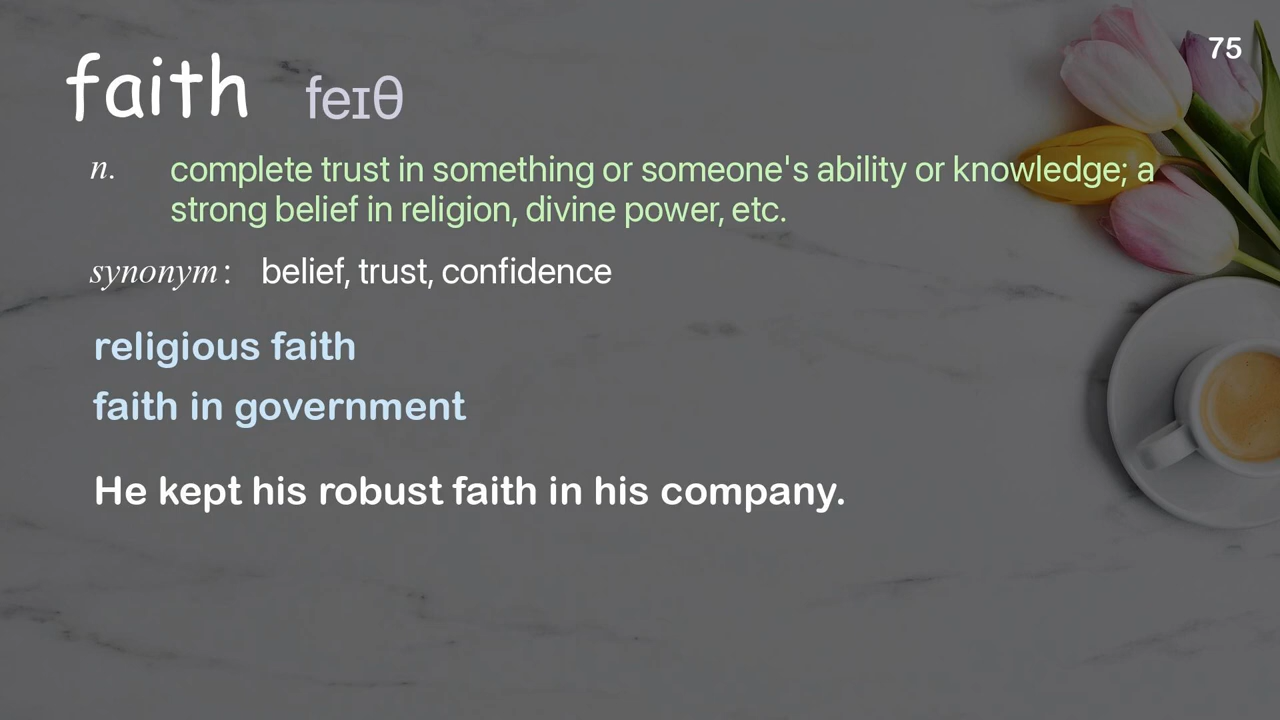 75
faith feɪθ
n. complete trust in something or someone's ability or knowledge; a
strong belief in religion, divine power, etc.
synonym: belief, trust, confidence
religious faith
faith in government
He kept his robust faith in his company.